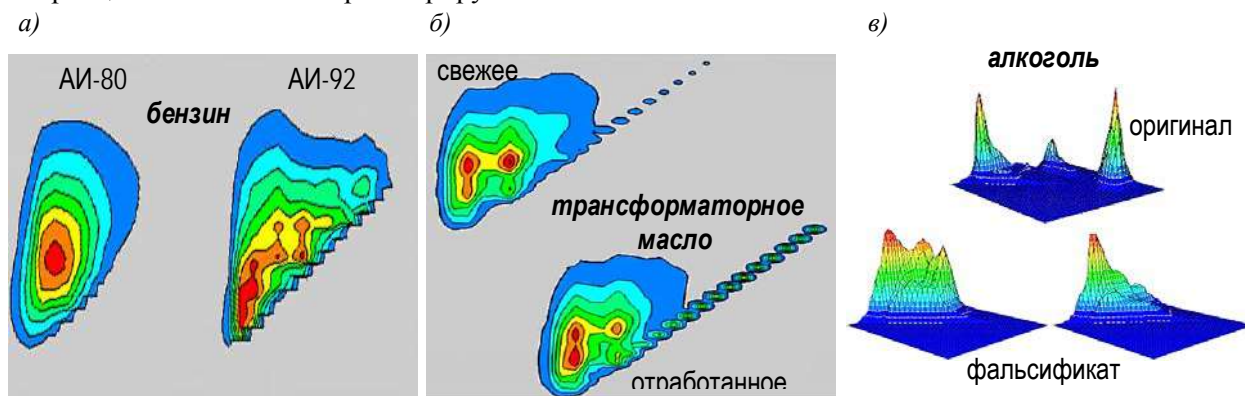 а)
б)
в)
АИ-80
АИ-92
бензин
свежее
трансформаторное
масло
отработанное
алкоголь
оригинал
фальсификат